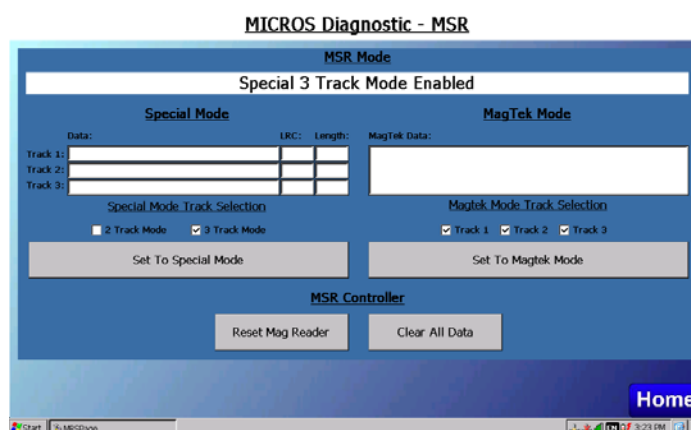 MICROS Diagnostic - MSR
MSR Mode
Special 3 Track Mode Enabled
Special Mode
MagTek Mode
Data: LRC: Length: MagTek Data:
Track 1:
Track 2:
Track 3:
Special Mode Track Selection
Magtek Mode Track Selection
2 Track Mode 3 Track Mode
Track 1 Track 2 Track 3
Set To Special Mode
Set To Magtek Mode
MSR Controller
Reset Mag Reader
Clear All Data
Home
Start
EN
3:23 PM